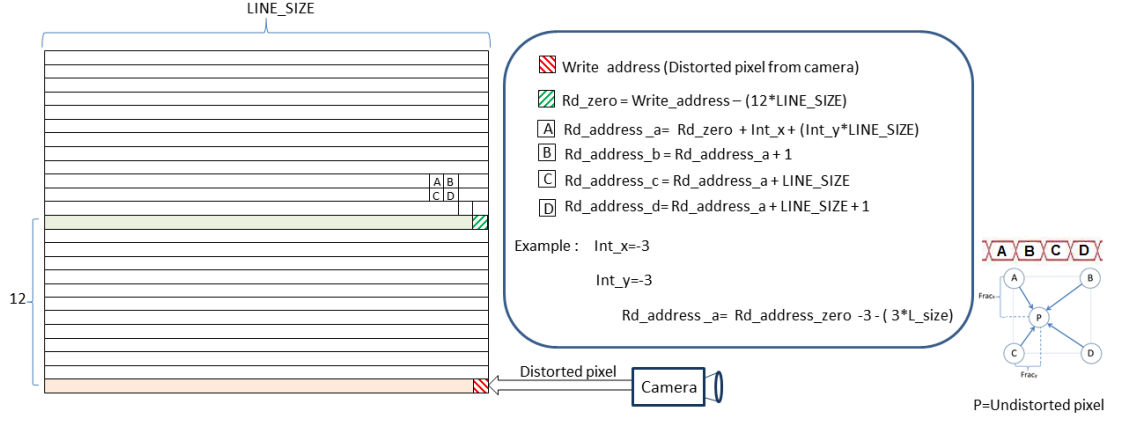 LINE_SIZE
Write address (Distorted pixel from camera)
Rd_zero = Write_address – (12*LINE_SIZE)
A Rd_address _a= Rd_zero + Int_x + (Int_y*LINE_SIZE)
B Rd_address_b = Rd_address_a + 1
C Rd_address_c = Rd_address_a + LINE_SIZE
D Rd_address_d= Rd_address_a + LINE_SIZE + 1
Example : Int_x=-3
Int_y=-3
Rd_address _a= Rd_address_zero -3 - ( 3*L_size)
A B
C D
12
Distorted pixel
Camera
A B C D
A B
Fracₓ
P
C D
Fracᵧ
P=Undistorted pixel